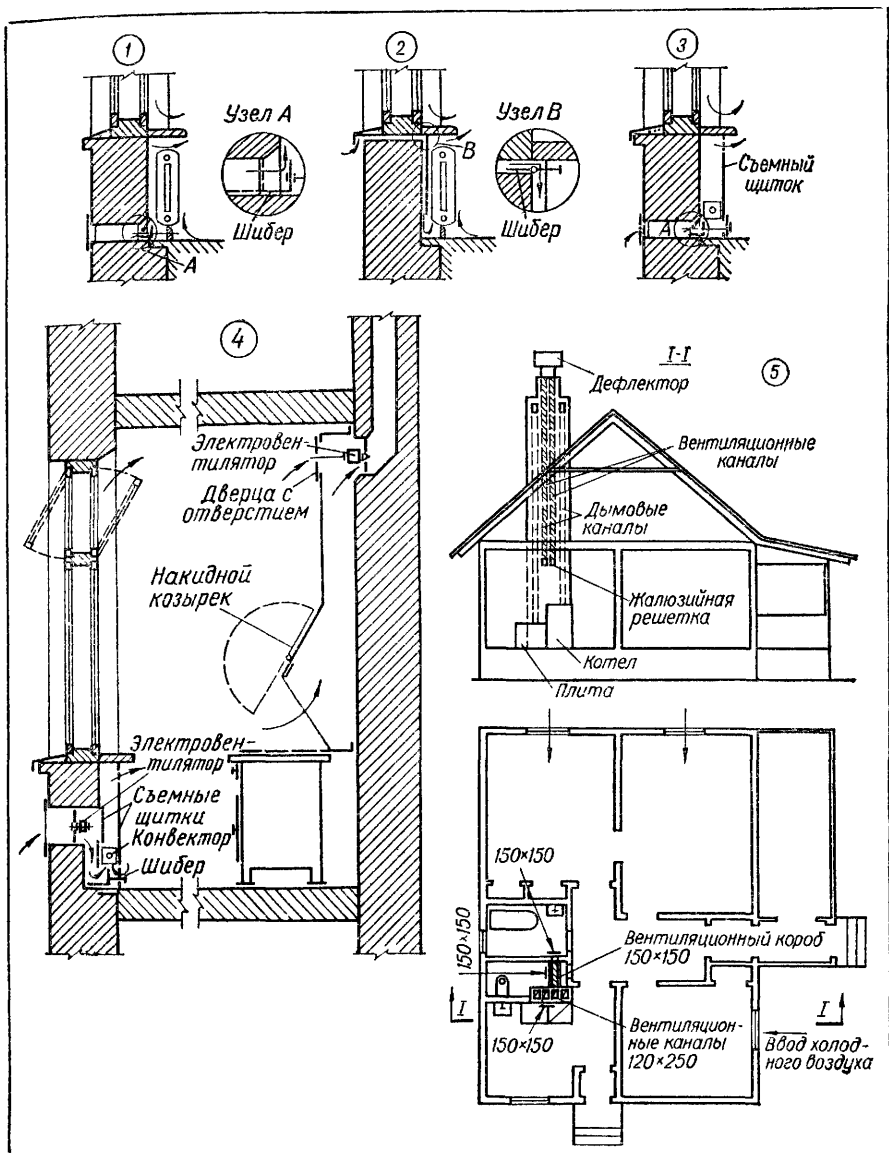 1
2
3
Узел А
Узел В
Шибер
Шибер
А
В
А
Съемный
щиток
4
Электровен-
тилятор
Дверца с
отверстием
Накидной
козырек
Электровен-
тилятор
Съемные
щитки
Конвектор
Шибер
I-I
5
Дефлектор
Вентиляционные
каналы
Дымовые
каналы
Жалюзийная
решетка
Котел
Плита
150×150
150×150
Вентиляционный короб
150×150
I
I
150×150
Вентиляцион-
ные каналы
120×250
Ввод холод-
ного воздуха